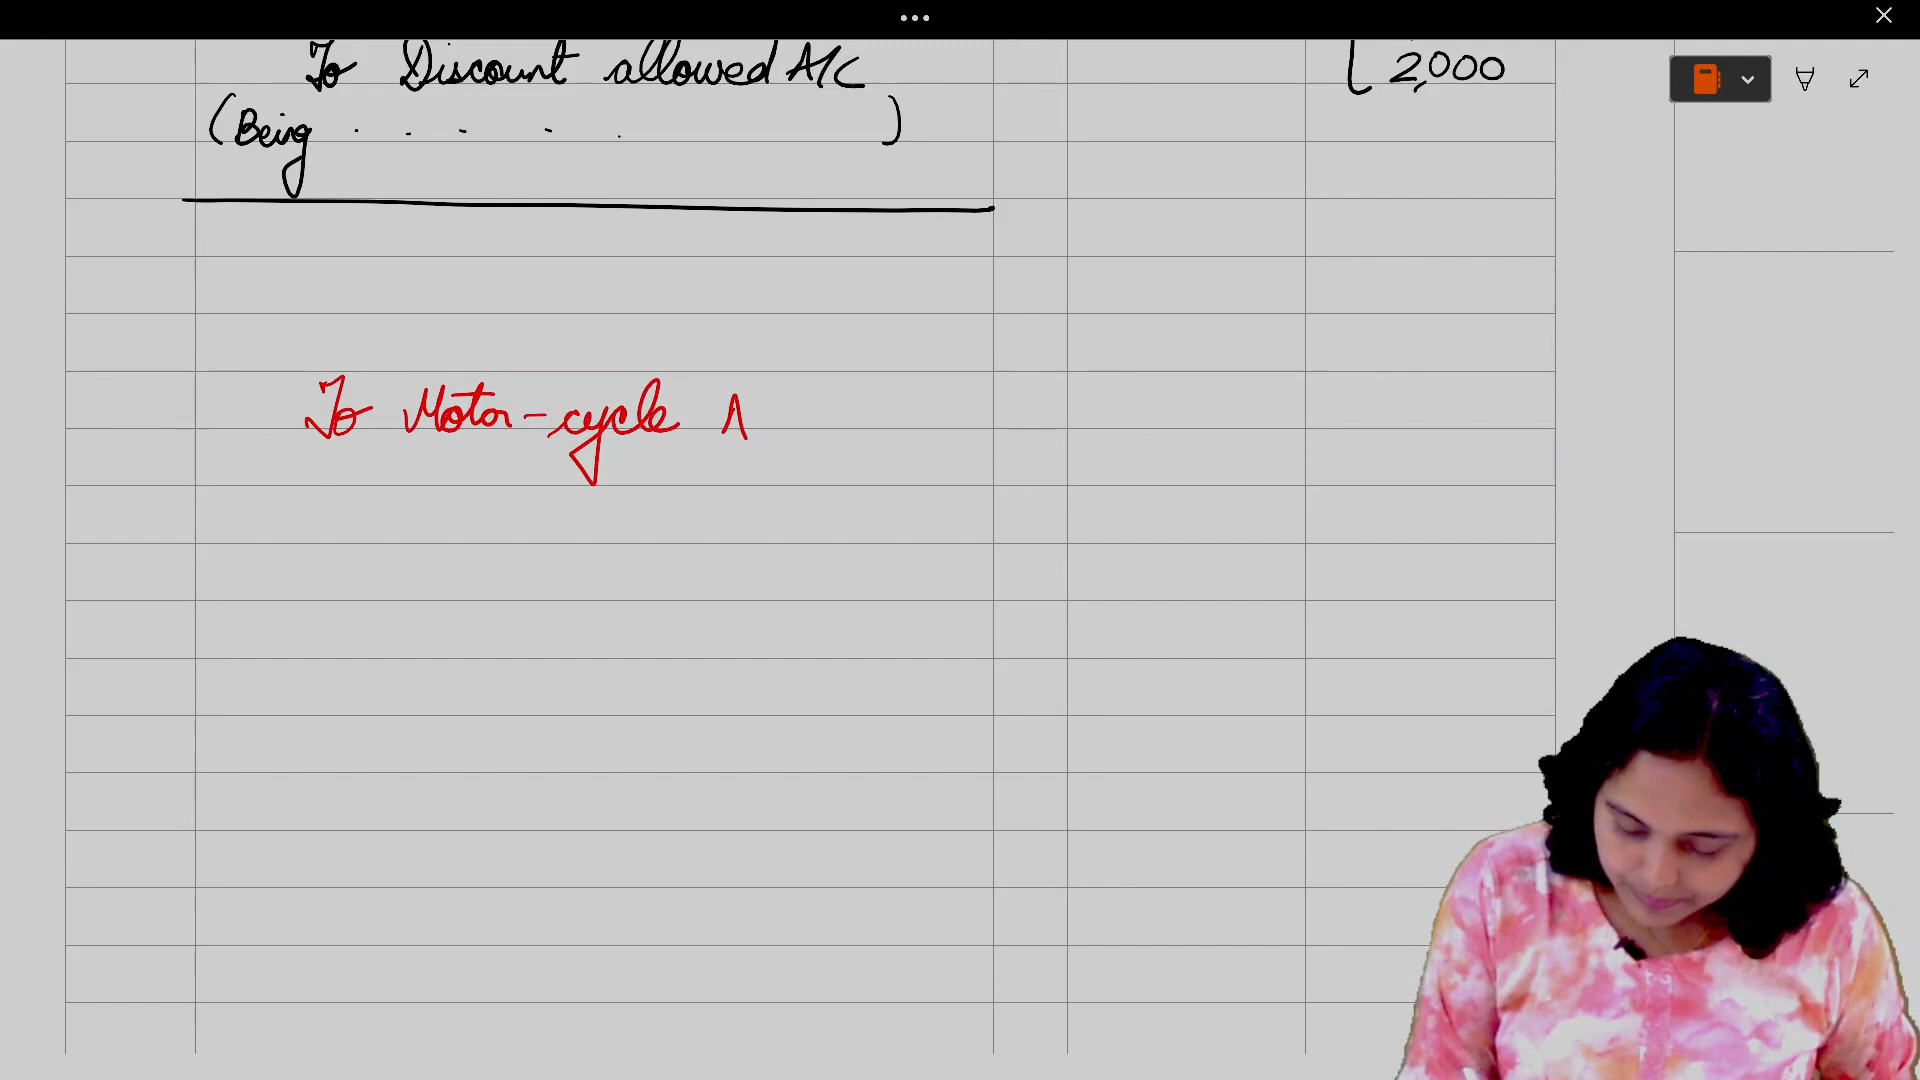 To Discount allowed A/C 2,000
(Being . . . . . )
To Motor-cycle A